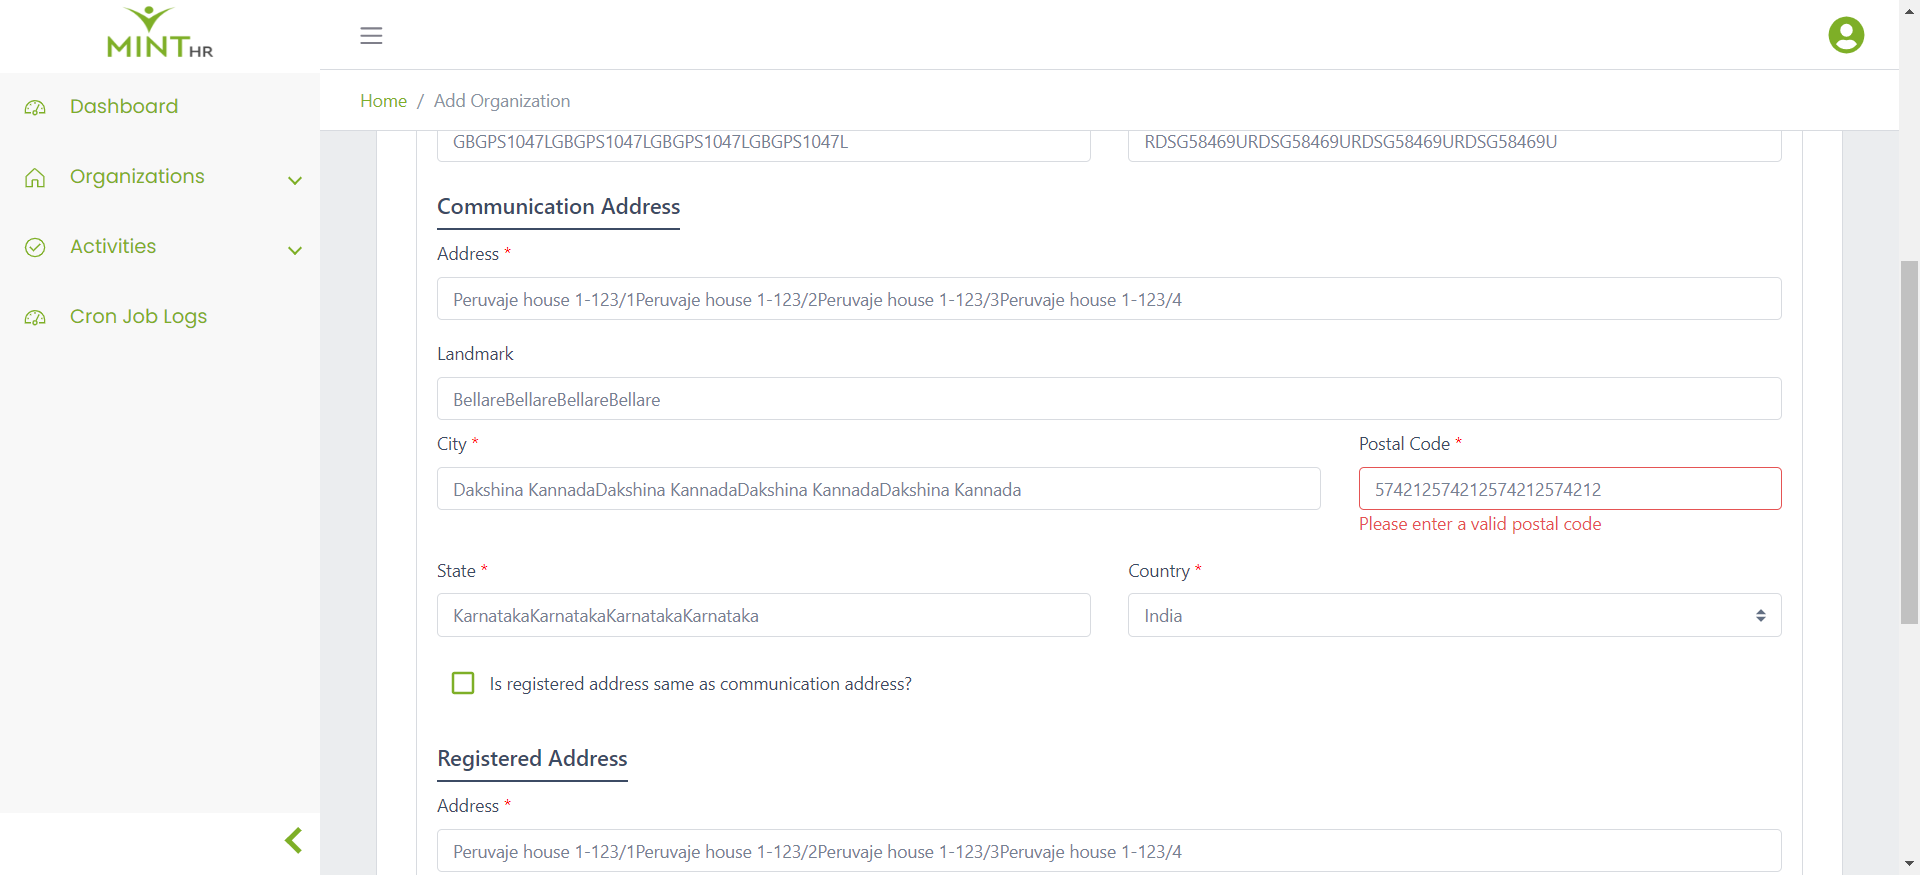 MINT HR
Dashboard
Organizations
Activities
Cron Job Logs
Home / Add Organization
GBGPS1047LGBGPS1047LGBGPS1047LGBGPS1047L
RDSG58469URDSG58469URDSG58469URDSG58469U
Communication Address
Address *
Peruvaje house 1-123/1Peruvaje house 1-123/2Peruvaje house 1-123/3Peruvaje house 1-123/4
Landmark
BellareBellareBellareBellare
City *
Postal Code *
Dakshina KannadaDakshina KannadaDakshina KannadaDakshina Kannada
574212574212574212574212
Please enter a valid postal code
State *
Country *
KarnatakaKarnatakaKarnatakaKarnataka
India
Is registered address same as communication address?
Registered Address
Address *
Peruvaje house 1-123/1Peruvaje house 1-123/2Peruvaje house 1-123/3Peruvaje house 1-123/4